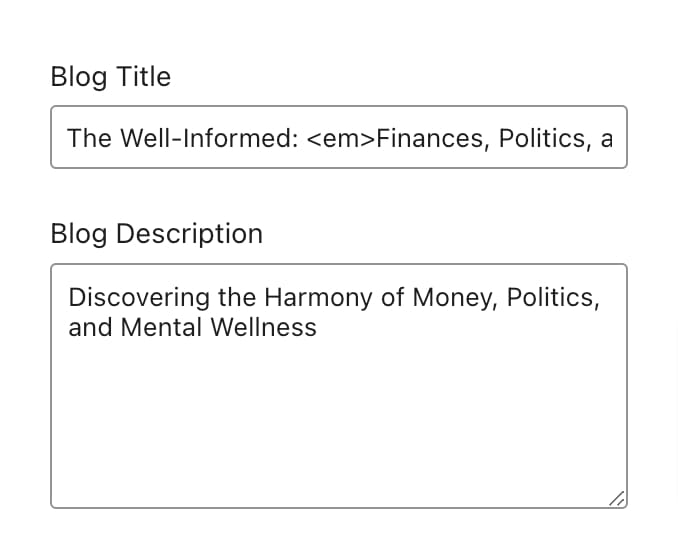 Blog Title
The Well-Informed: <em>Finances, Politics, a
Blog Description
Discovering the Harmony of Money, Politics,
and Mental Wellness